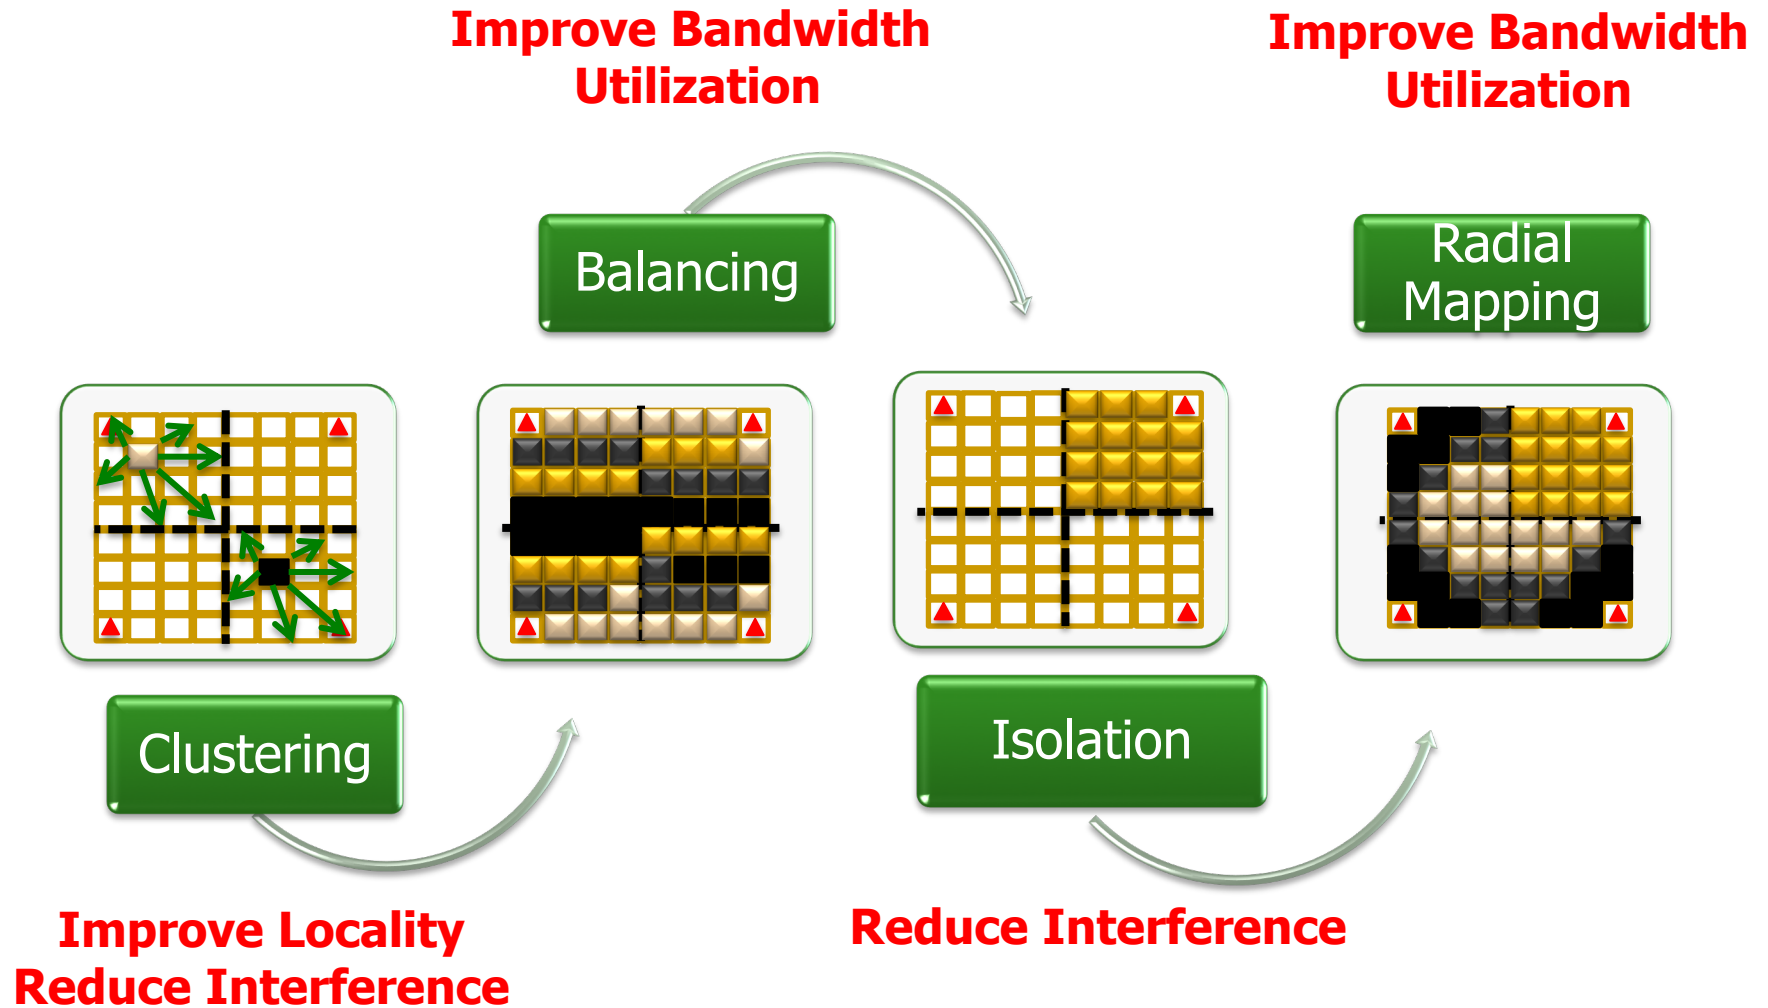 Improve Bandwidth
Utilization
Improve Bandwidth
Utilization
Balancing
Radial
Mapping
Clustering
Isolation
Improve Locality
Reduce Interference
Reduce Interference